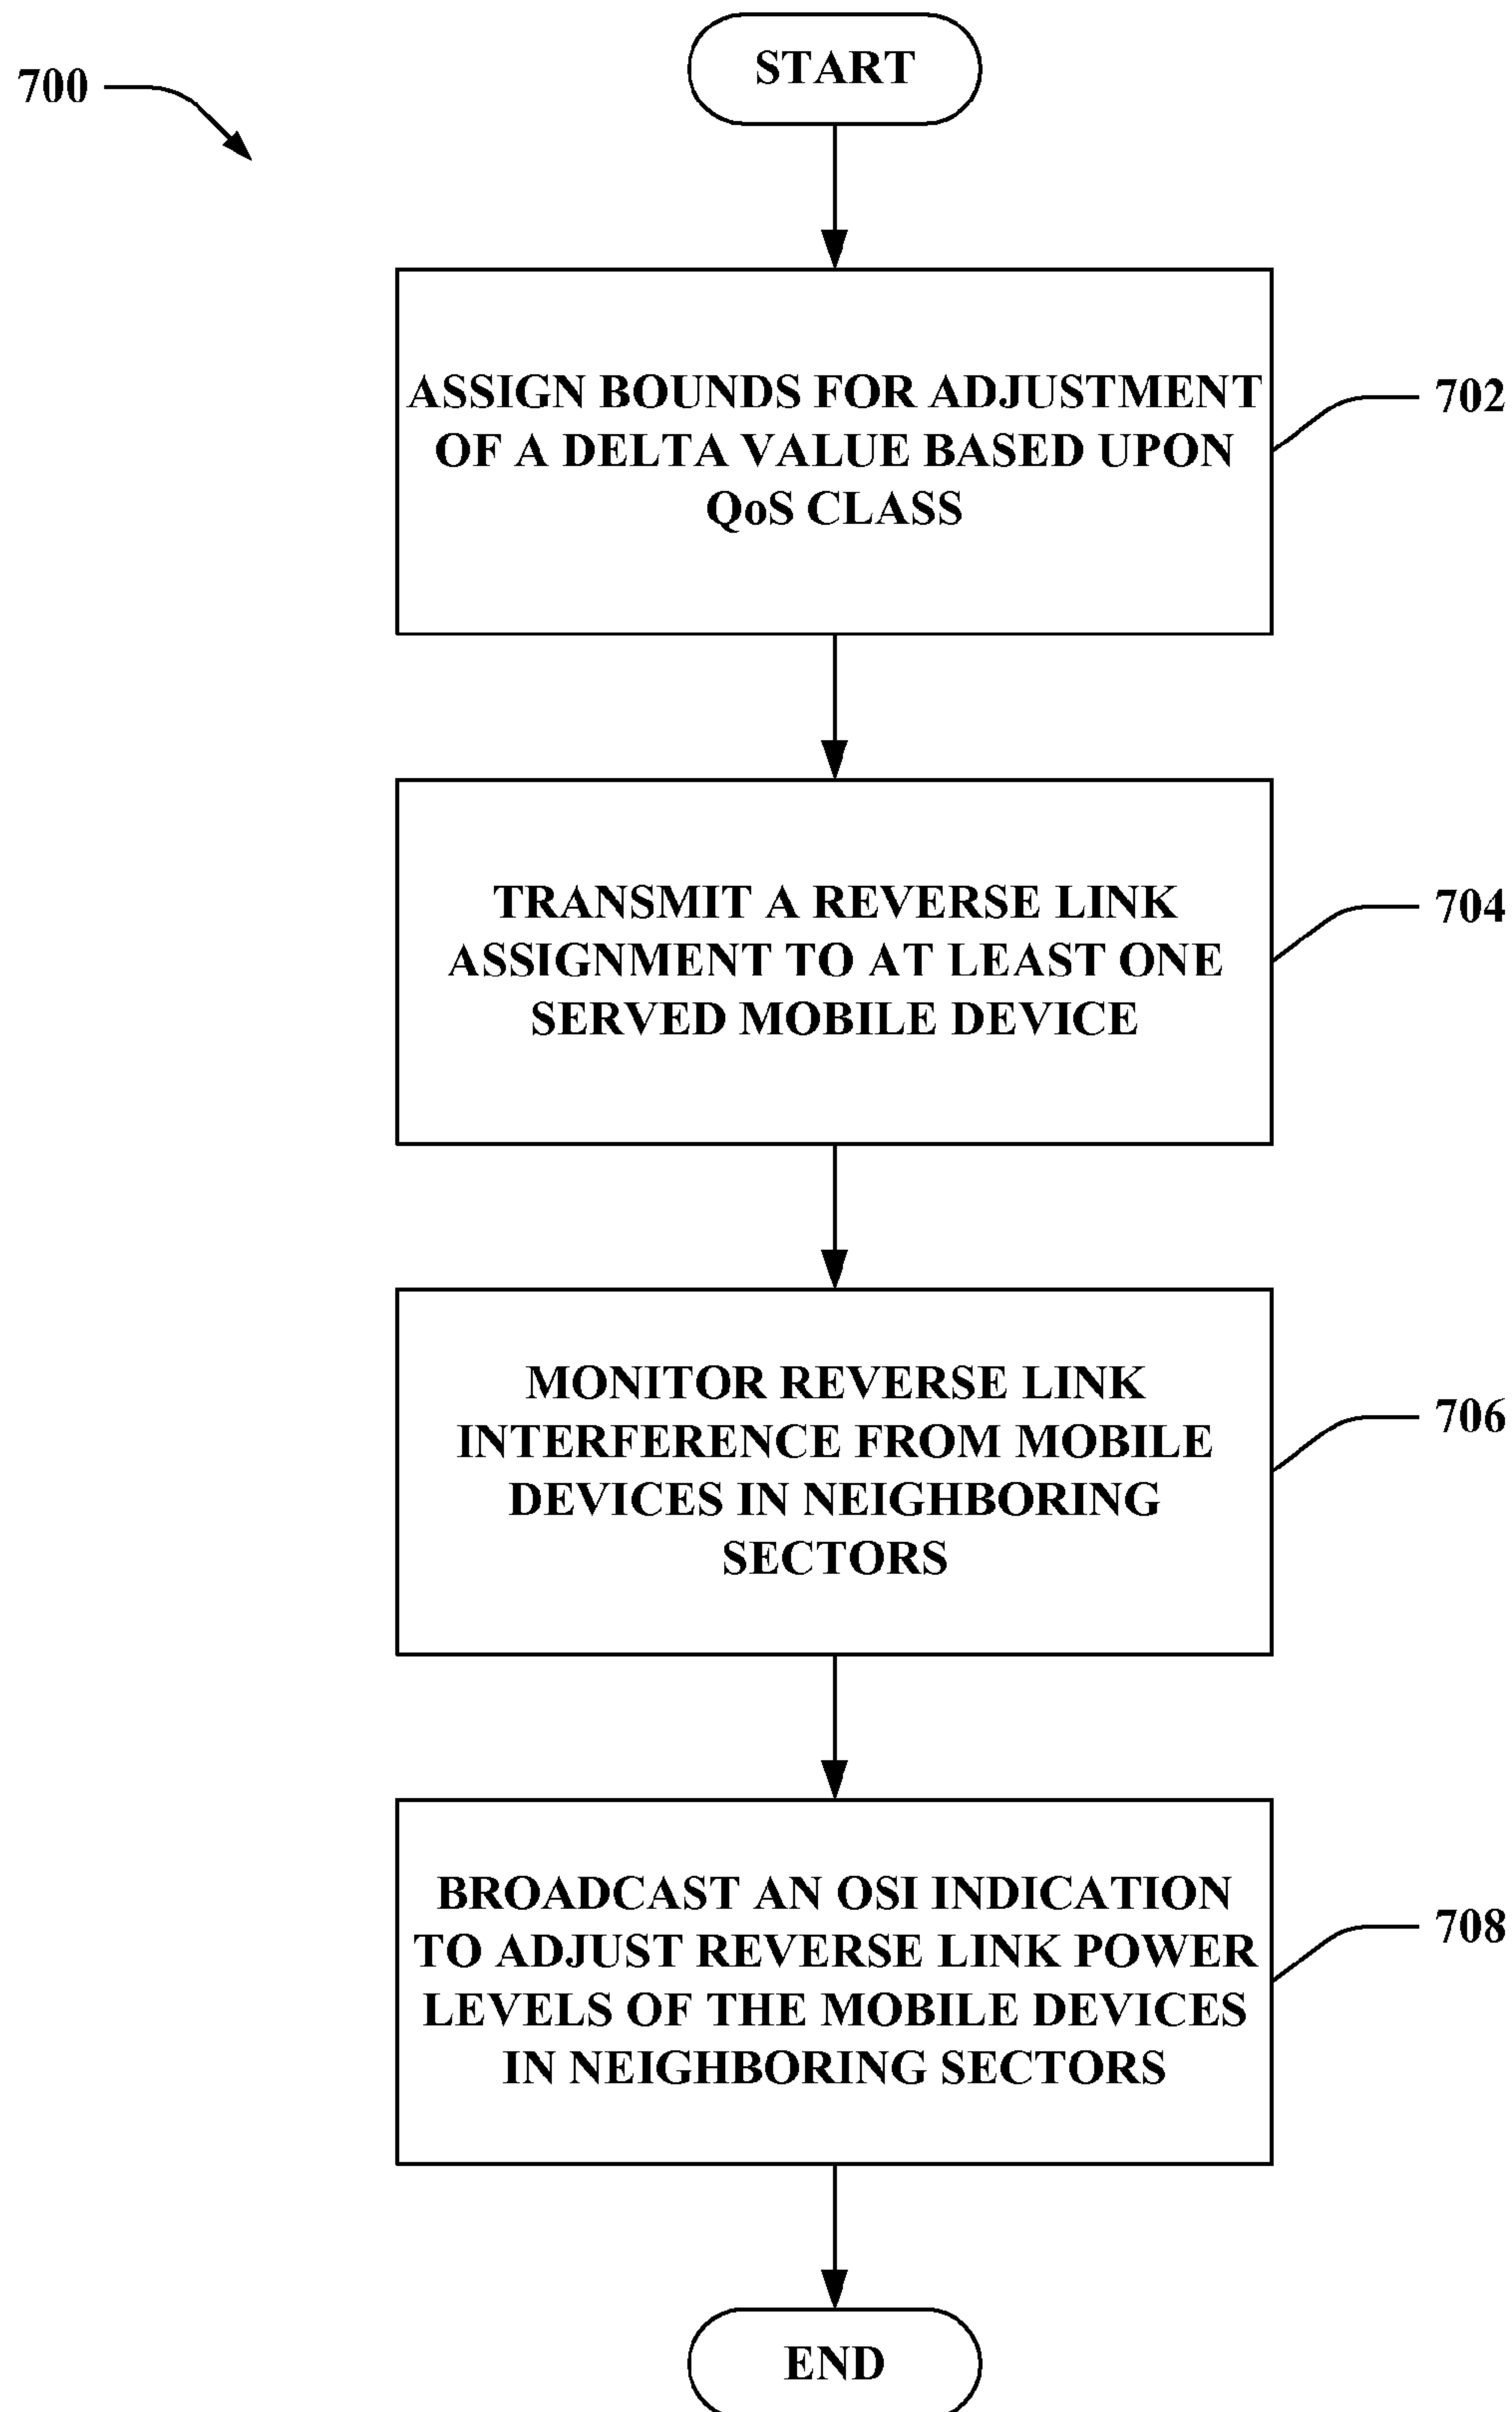 START
700
ASSIGN BOUNDS FOR ADJUSTMENT
OF A DELTA VALUE BASED UPON
QoS CLASS
702
TRANSMIT A REVERSE LINK
ASSIGNMENT TO AT LEAST ONE
SERVED MOBILE DEVICE
704
MONITOR REVERSE LINK
INTERFERENCE FROM MOBILE
DEVICES IN NEIGHBORING
SECTORS
706
BROADCAST AN OSI INDICATION
TO ADJUST REVERSE LINK POWER
LEVELS OF THE MOBILE DEVICES
IN NEIGHBORING SECTORS
708
END